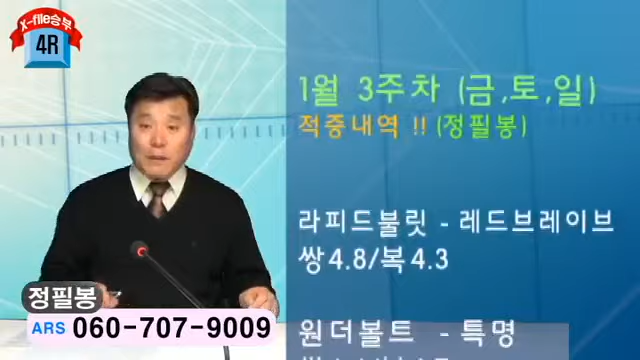 X-file승부
4R
1월 3주차 (금,토,일)
적중내역 !! (정필봉)
라피드불릿 - 레드브레이브
쌍4.8/복4.3
원더볼트 - 특명
정필봉
ARS 060-707-9009